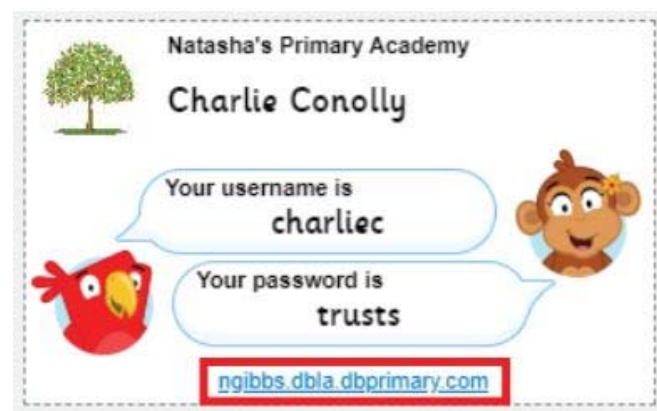 Natasha's Primary Academy
Charlie Conolly
Your username is
charliec
Your password is
trusts
ngibbs.dbla.dbprimary.com